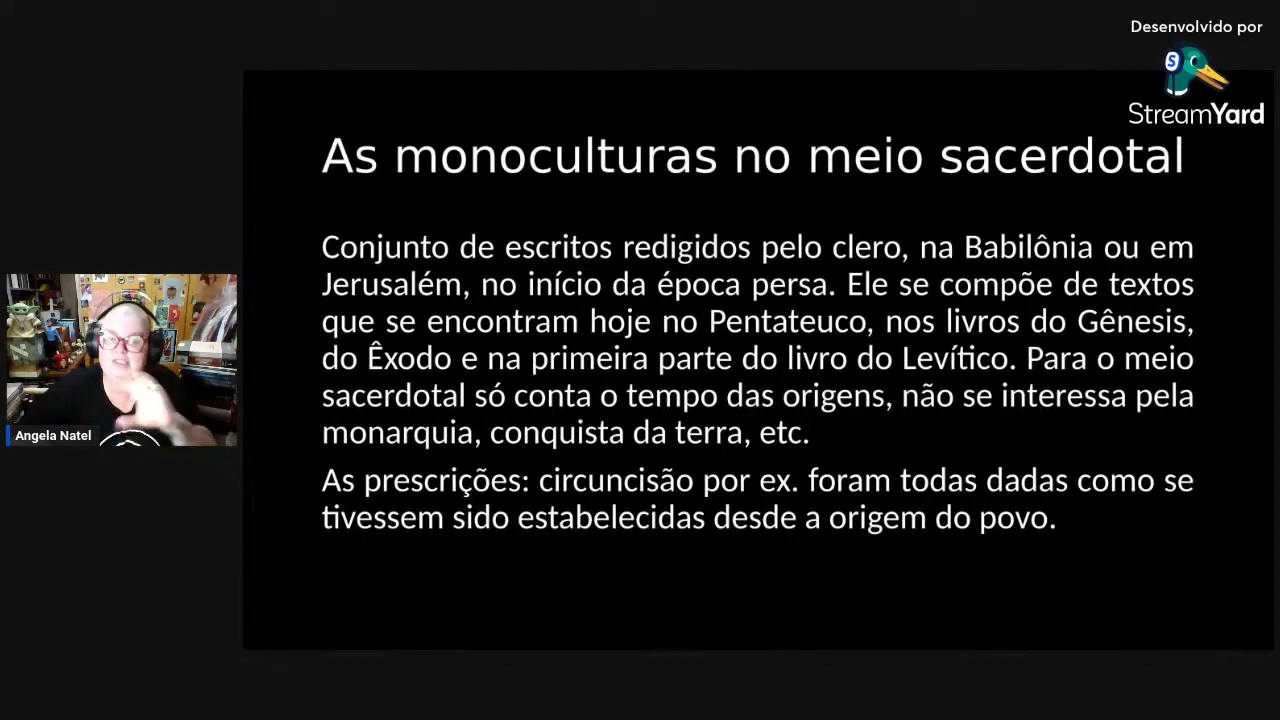 Desenvolvido por
StreamYard
As monoculturas no meio sacerdotal
Conjunto de escritos redigidos pelo clero, na Babilônia ou em
Jerusalém, no início da época persa. Ele se compõe de textos
que se encontram hoje no Pentateuco, nos livros do Gênesis,
do Êxodo e na primeira parte do livro do Levítico. Para o meio
sacerdotal só conta o tempo das origens, não se interessa pela
monarquia, conquista da terra, etc.
As prescrições: circuncisão por ex. foram todas dadas como se
tivessem sido estabelecidas desde a origem do povo.
Angela Natel